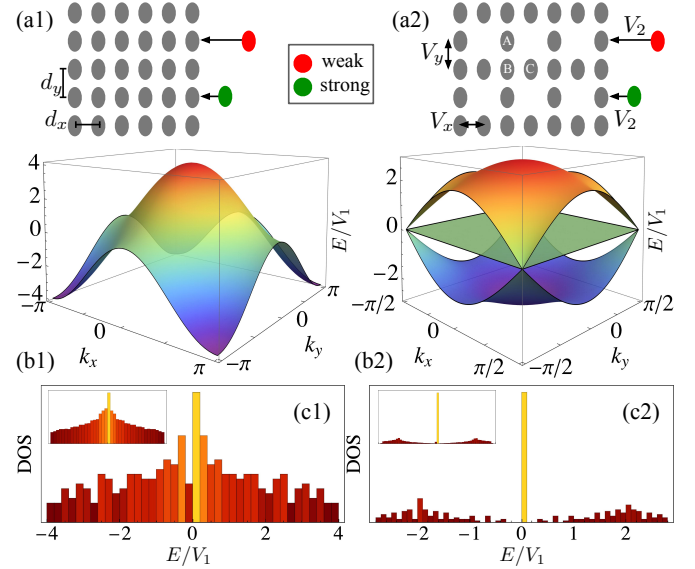 (a1)
d_y
d_x
weak
strong
(a2)
V_2
V_y
A
B
C
V_x
V_2
4
2
0
−2
−4
−π
0
k_x
π
−π
0
k_y
π
E/V_1
2
0
−2
−π/2
0
k_x
π/2
−π/2
0
k_y
π/2
E/V_1
(b1)
(b2)
(c1)
DOS
−4
−2
0
2
4
E/V_1
(c2)
DOS
−2
−1
0
1
2
E/V_1